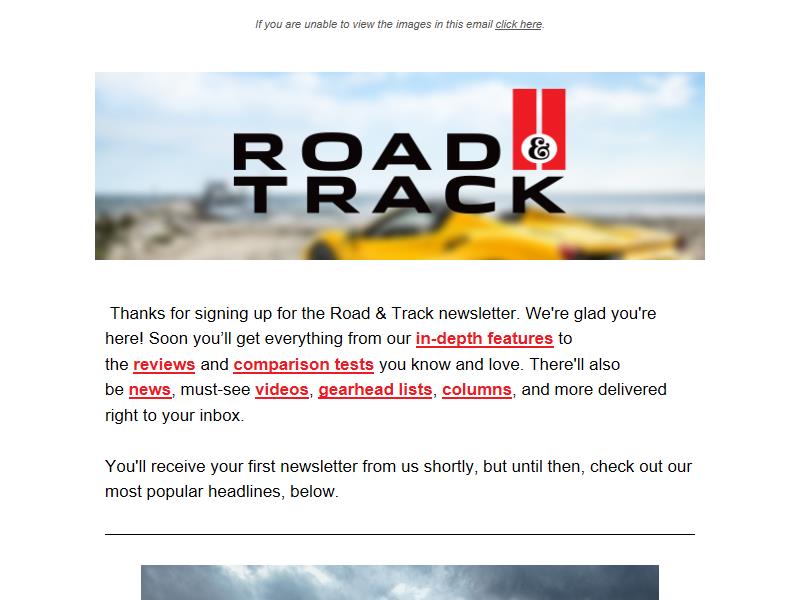 If you are unable to view the images in this email click here.
ROAD &
TRACK
Thanks for signing up for the Road & Track newsletter. We're glad you're
here! Soon you’ll get everything from our in-depth features to
the reviews and comparison tests you know and love. There'll also
be news, must-see videos, gearhead lists, columns, and more delivered
right to your inbox.
You'll receive your first newsletter from us shortly, but until then, check out our
most popular headlines, below.